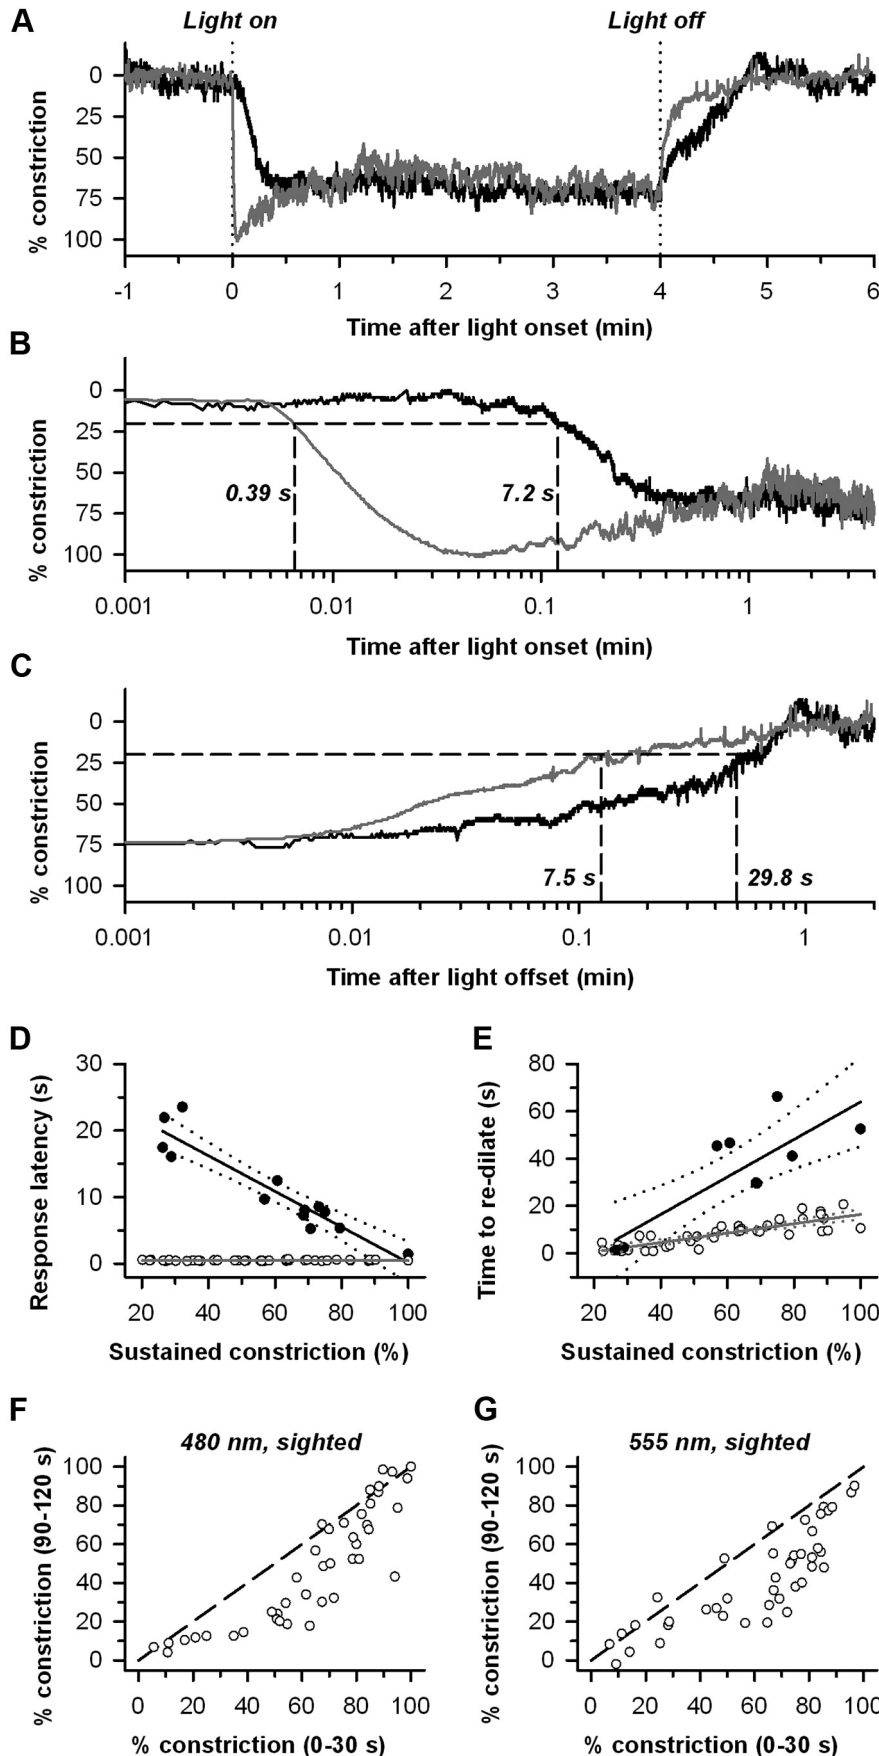 A
Light on
Light off
% constriction
0
25
50
75
100
-1 0 1 2 3 4 5 6
Time after light onset (min)
B
% constriction
0
25
50
75
100
0.39 s
7.2 s
0.001 0.01 0.1 1
Time after light onset (min)
C
% constriction
0
25
50
75
100
7.5 s
29.8 s
0.001 0.01 0.1 1
Time after light offset (min)
D
Response latency (s)
30
20
10
0
20 40 60 80 100
Sustained constriction (%)
E
Time to re-dilate (s)
80
60
40
20
0
20 40 60 80 100
Sustained constriction (%)
F
480 nm, sighted
% constriction (90-120 s)
100
80
60
40
20
0
0 20 40 60 80 100
% constriction (0-30 s)
G
555 nm, sighted
% constriction (90-120 s)
100
80
60
40
20
0
0 20 40 60 80 100
% constriction (0-30 s)